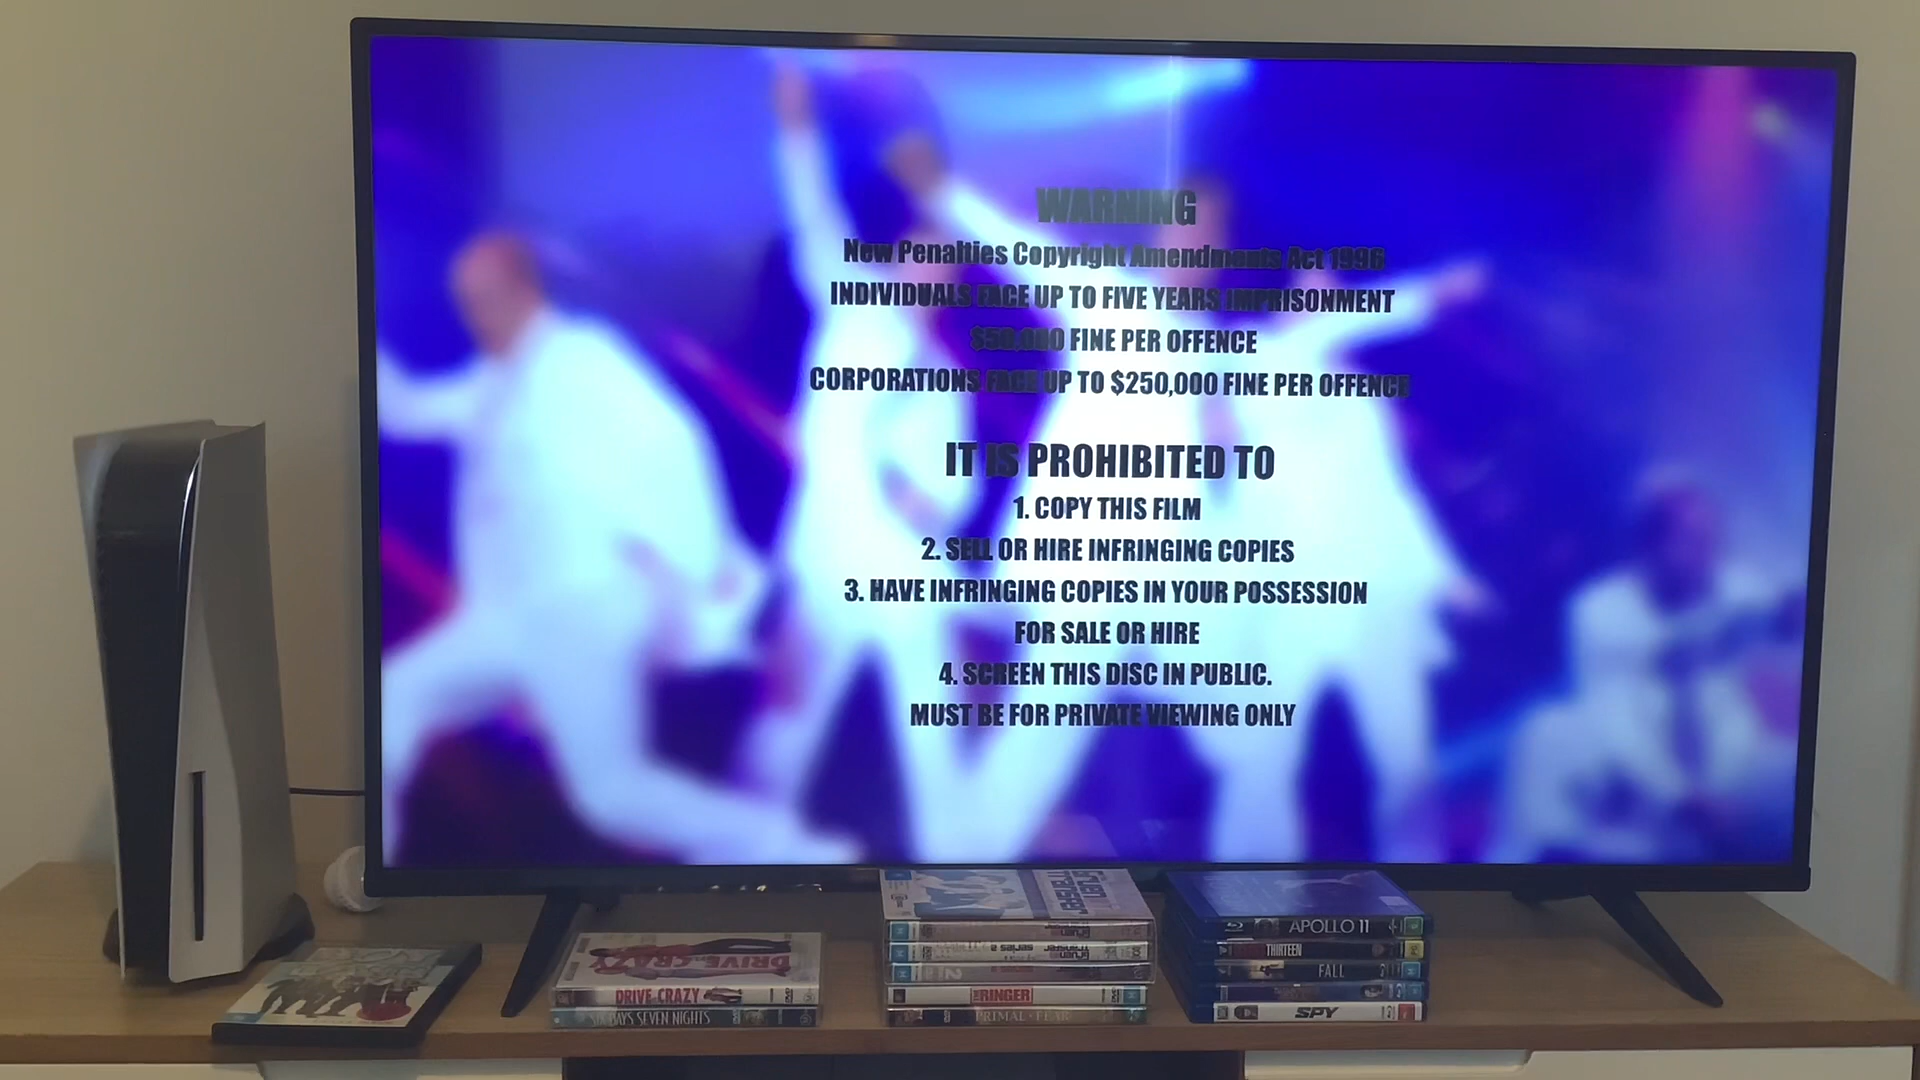 WARNING
New Penalties Copyright Amendments Act 1996
INDIVIDUALS FACE UP TO FIVE YEARS IMPRISONMENT
$50,000 FINE PER OFFENCE
CORPORATIONS FACE UP TO $250,000 FINE PER OFFENCE
IT IS PROHIBITED TO
1. COPY THIS FILM
2. SELL OR HIRE INFRINGING COPIES
3. HAVE INFRINGING COPIES IN YOUR POSSESSION
FOR SALE OR HIRE
4. SCREEN THIS DISC IN PUBLIC.
MUST BE FOR PRIVATE VIEWING ONLY
DRIVE ME CRAZY
DRIVE ME CRAZY
SIX DAYS SEVEN NIGHTS
THE RINGER
PRIMAL FEAR
APOLLO 11
THIRTEEN
FALL
SPY